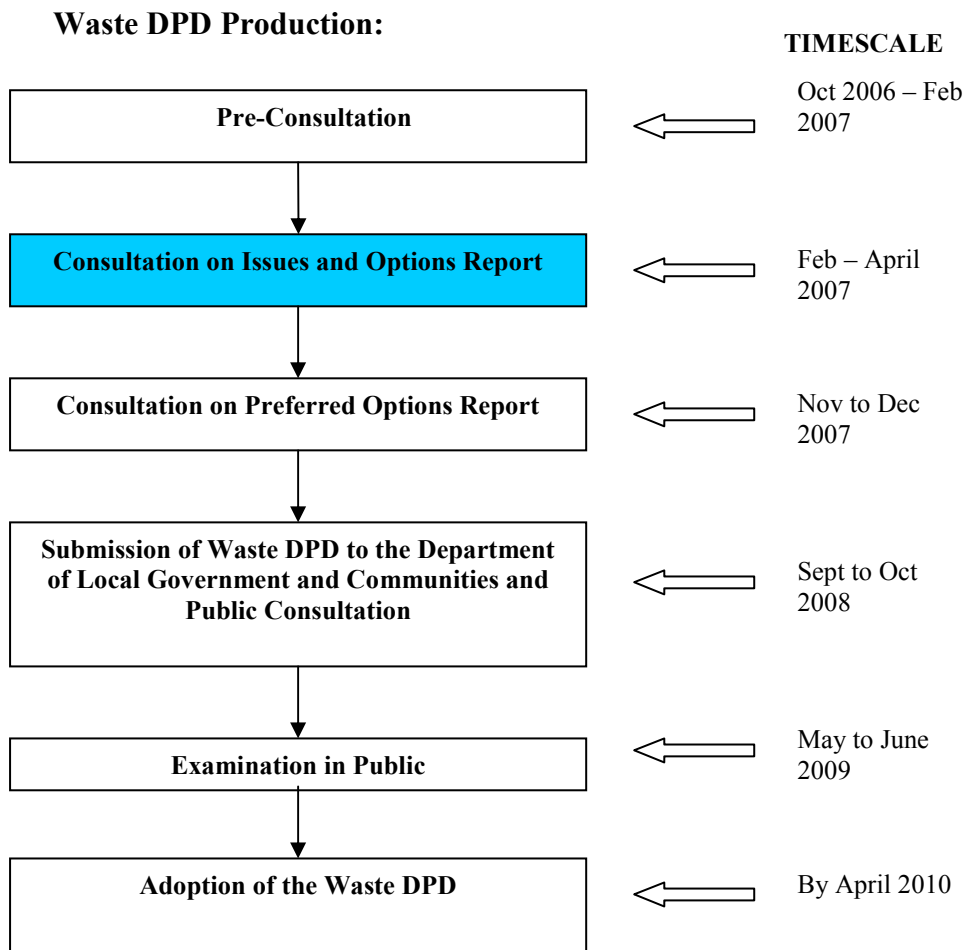 Waste DPD Production:
TIMESCALE
Pre-Consultation
Oct 2006 – Feb
2007
Consultation on Issues and Options Report
Feb – April
2007
Consultation on Preferred Options Report
Nov to Dec
2007
Submission of Waste DPD to the Department
of Local Government and Communities and
Public Consultation
Sept to Oct
2008
Examination in Public
May to June
2009
Adoption of the Waste DPD
By April 2010